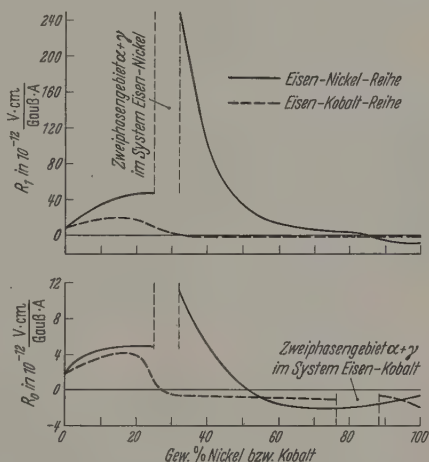 240
200
160
120
80
40
0
R₁ in 10⁻¹² V·cm / Gauß·A
Zweiphasengebiet α+γ
im System Eisen-Nickel
Eisen-Nickel-Reihe
Eisen-Kobalt-Reihe
12
8
4
0
-4
R₀ in 10⁻¹² V·cm / Gauß·A
Zweiphasengebiet α+γ
im System Eisen-Kobalt
0 20 40 60 80 100
Gew. % Nickel bzw. Kobalt